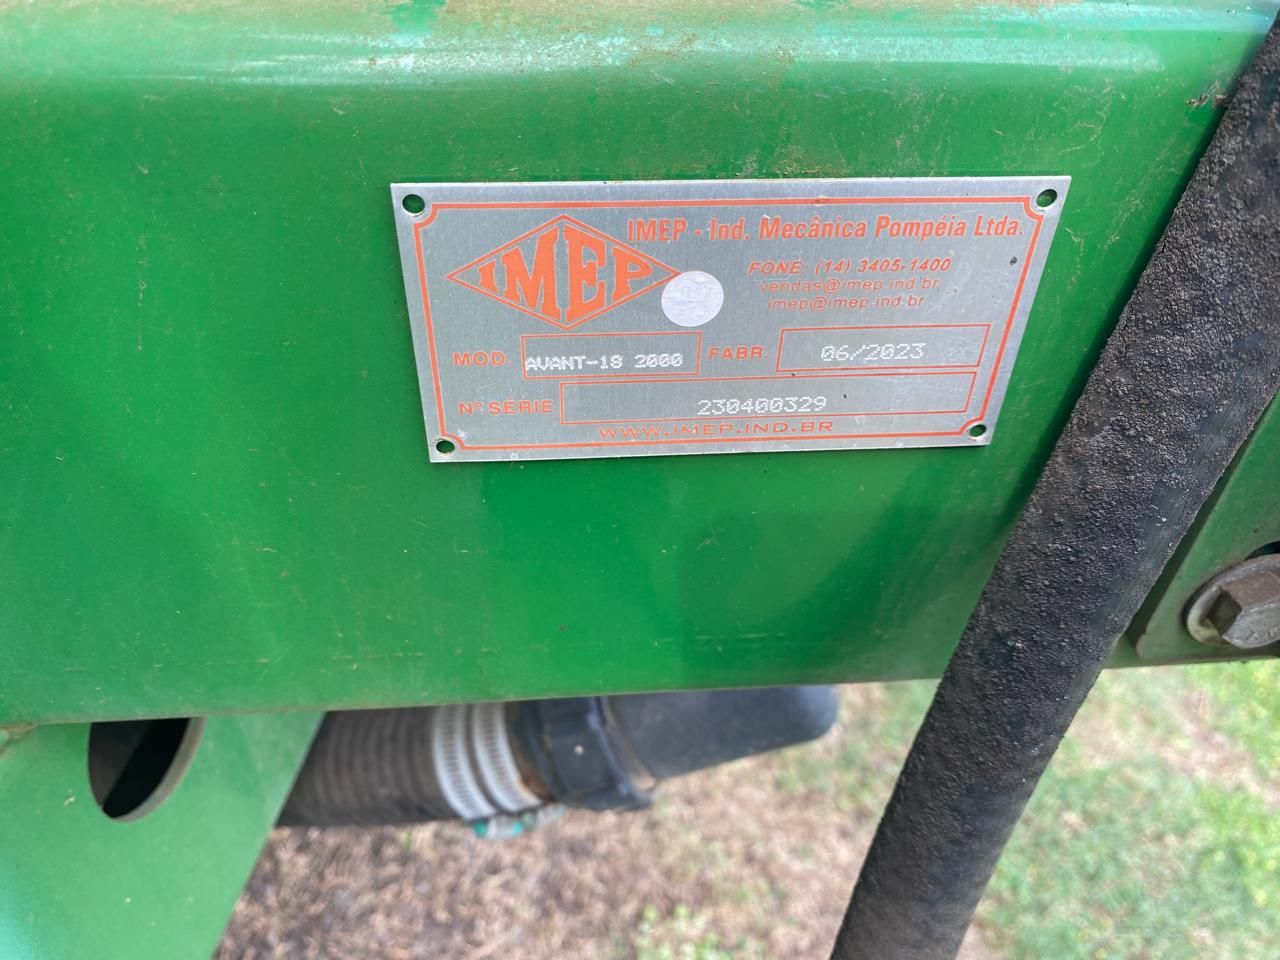 IMEP
IMEP - Ind. Mecânica Pompéia Ltda.
FONE: (14) 3405-1400
vendas@imep.ind.br
imep@imep.ind.br
MOD. AVANT-18 2000 FABR. 06/2023
Nº SÉRIE 230400329
WWW.IMEP.IND.BR